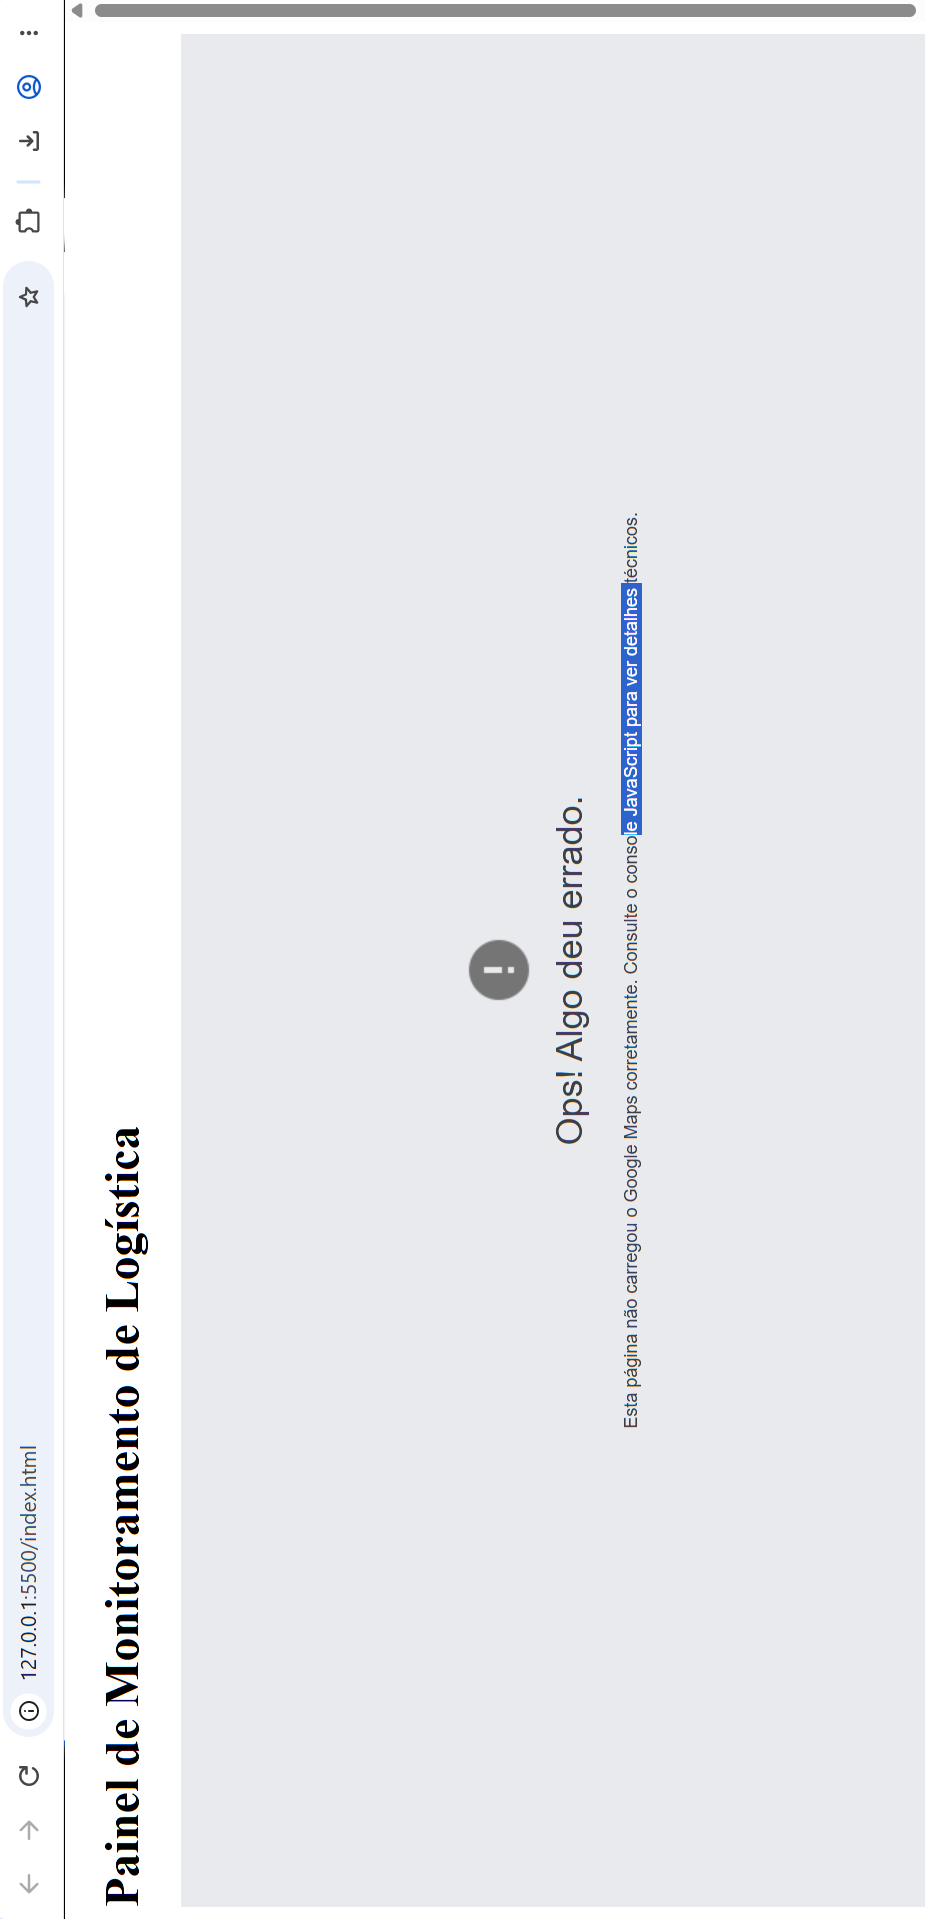 127.0.0.1:5500/index.html
Painel de Monitoramento de Logística
Ops! Algo deu errado.
Esta página não carregou o Google Maps corretamente. Consulte o console JavaScript para ver detalhes técnicos.